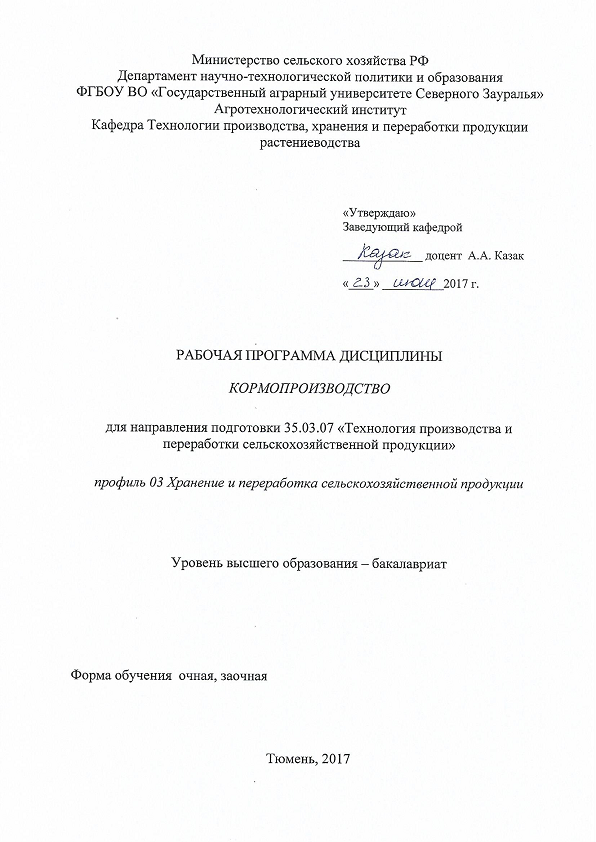 Министерство сельского хозяйства РФ
Департамент научно-технологической политики и образования
ФГБОУ ВО «Государственный аграрный университете Северного Зауралья»
Агротехнологический институт
Кафедра Технологии производства, хранения и переработки продукции
растениеводства
«Утверждаю»
Заведующий кафедрой
Казак доцент А.А. Казак
«23» июня 2017 г.
РАБОЧАЯ ПРОГРАММА ДИСЦИПЛИНЫ
КОРМОПРОИЗВОДСТВО
для направления подготовки 35.03.07 «Технология производства и
переработки сельскохозяйственной продукции»
профиль 03 Хранение и переработка сельскохозяйственной продукции
Уровень высшего образования – бакалавриат
Форма обучения очная, заочная
Тюмень, 2017